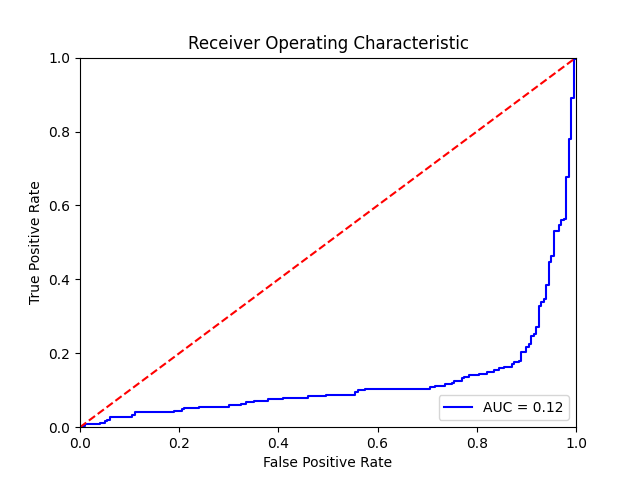 Receiver Operating Characteristic
1.0
0.8
0.6
0.4
0.2
0.0
True Positive Rate
AUC = 0.12
0.0 0.2 0.4 0.6 0.8 1.0
False Positive Rate